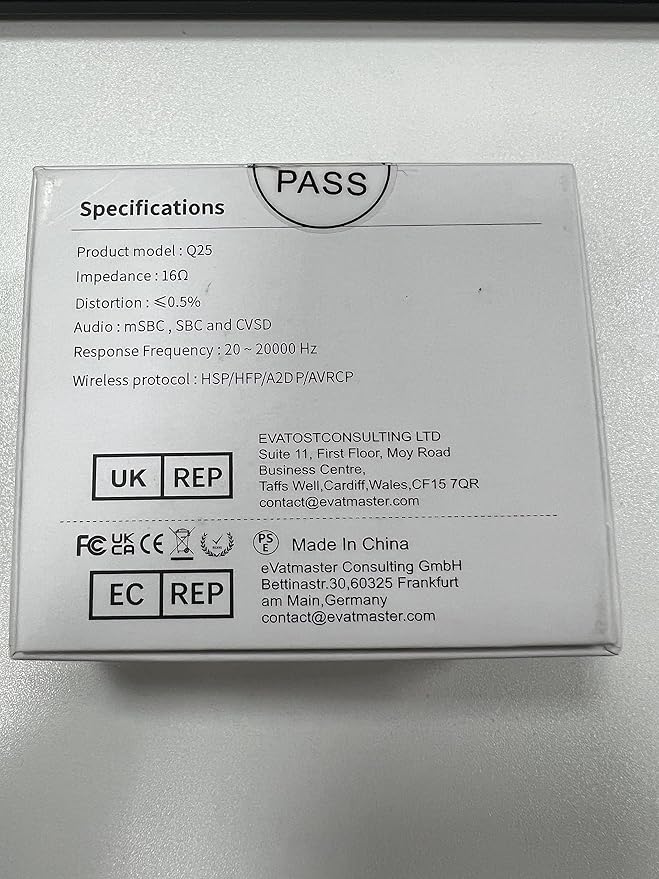 PASS
Specifications
Product model : Q25
Impedance : 16Ω
Distortion : ⩽0.5%
Audio : mSBC , SBC and CVSD
Response Frequency : 20 ~ 20000 Hz
Wireless protocol : HSP/HFP/A2DP/AVRCP
UK REP
EVATOSTCONSULTING LTD
Suite 11, First Floor, Moy Road
Business Centre,
Taffs Well,Cardiff,Wales,CF15 7QR
contact@evatmaster.com
FC UK CA CE PS E Made In China
EC REP
eVatmaster Consulting GmbH
Bettinastr.30,60325 Frankfurt
am Main,Germany
contact@evatmaster.com